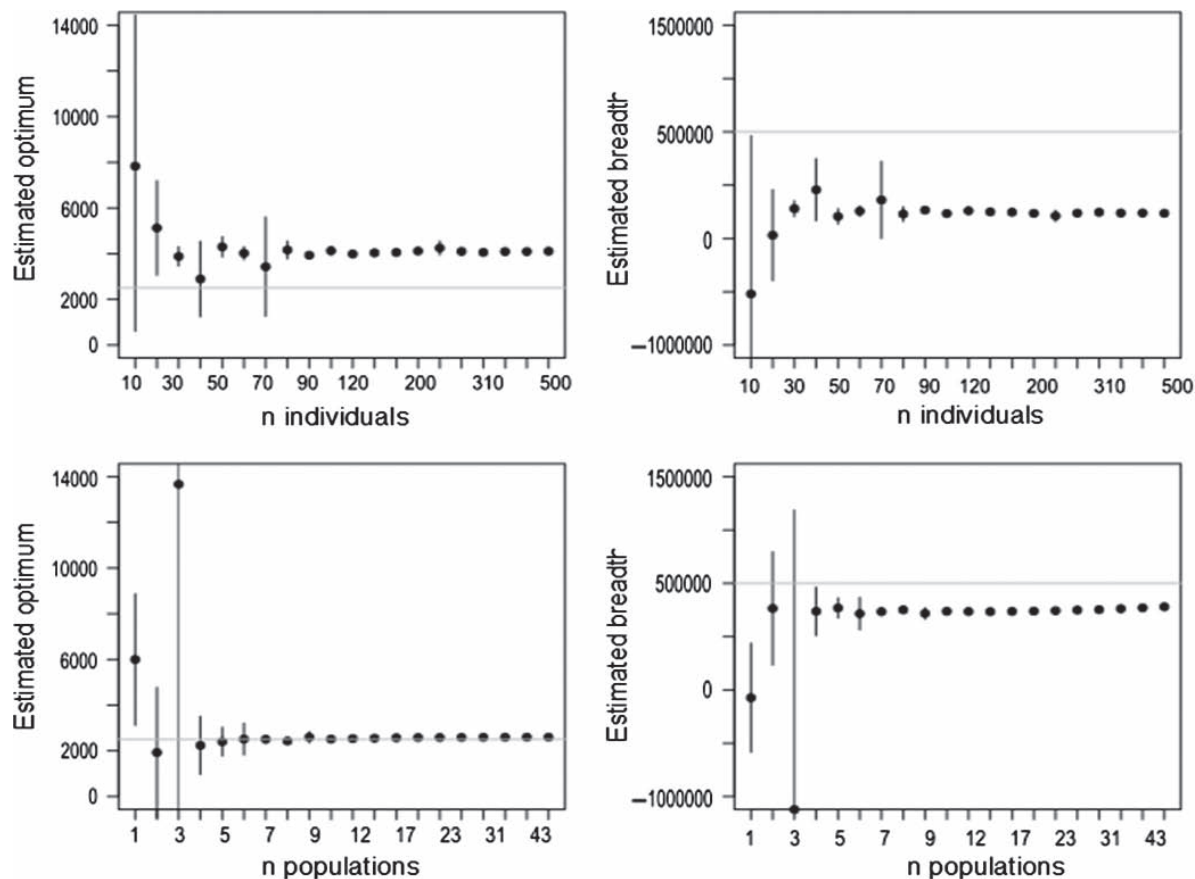 Estimated optimum
14000
10000
6000
2000
0
10 30 50 70 90 120 200 310 500
n individuals
Estimated breadth
1500000
500000
0
−1000000
10 30 50 70 90 120 200 310 500
n individuals
Estimated optimum
14000
10000
6000
2000
0
1 3 5 7 9 12 17 23 31 43
n populations
Estimated breadth
1500000
500000
0
−1000000
1 3 5 7 9 12 17 23 31 43
n populations